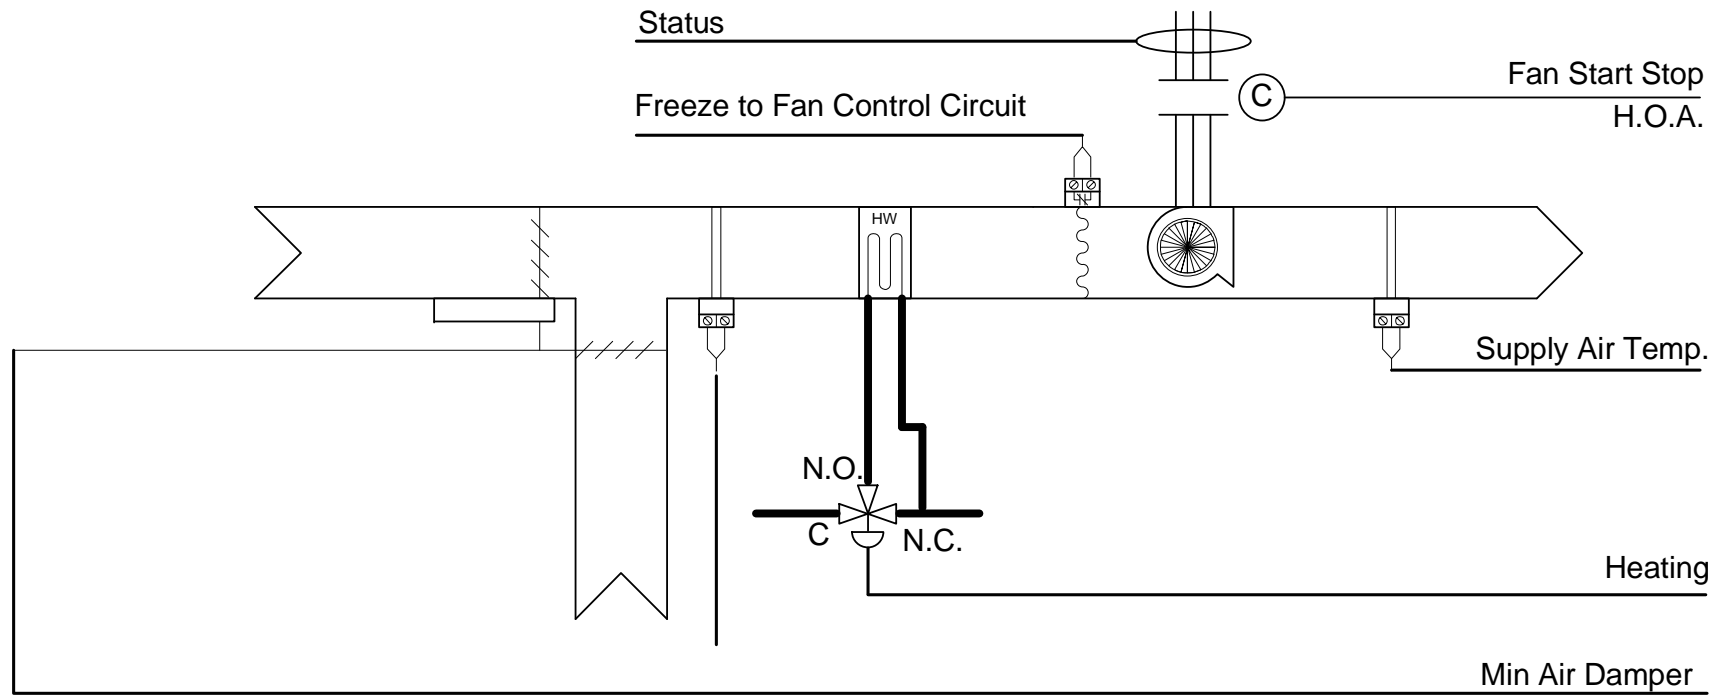 Status
Fan Start Stop
C
H.O.A.
Freeze to Fan Control Circuit
HW
Supply Air Temp.
N.O.
C
N.C.
Heating
Min Air Damper